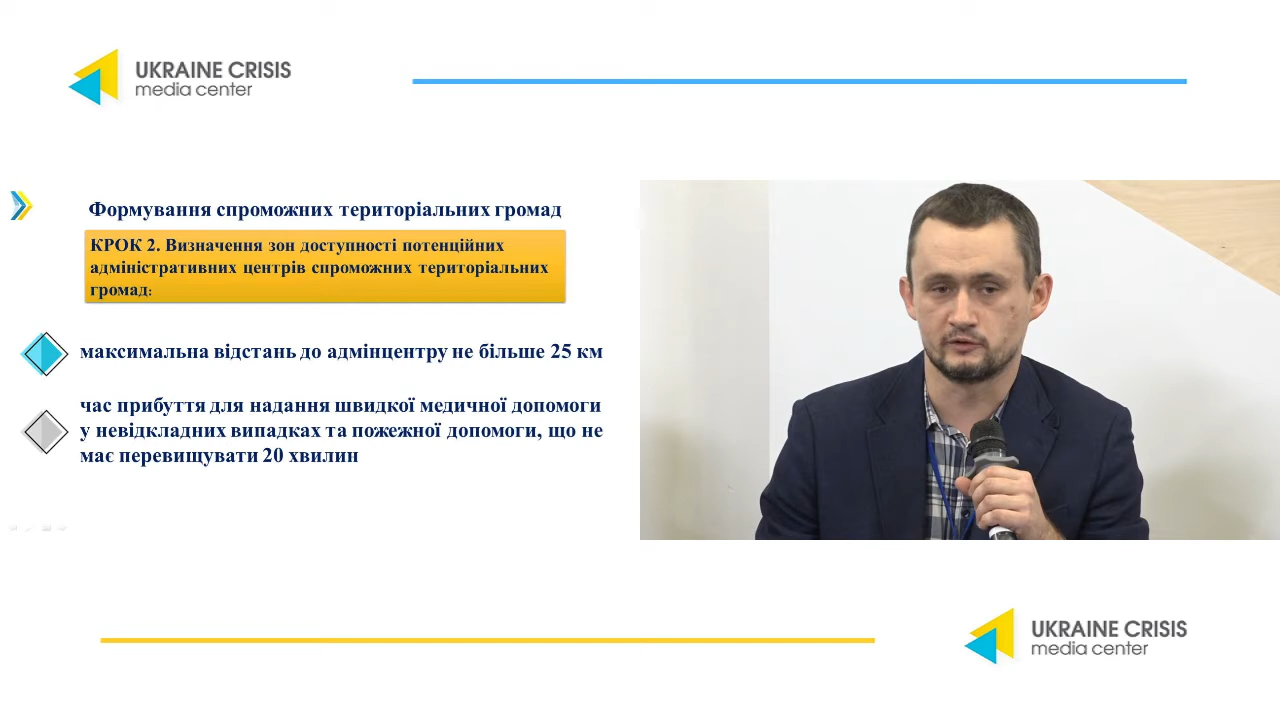 UKRAINE CRISIS
media center
Формування спроможних територіальних громад
КРОК 2. Визначення зон доступності потенційних
адміністративних центрів спроможних територіальних
громад:
максимальна відстань до адмінцентру не більше 25 км
час прибуття для надання швидкої медичної допомоги
у невідкладних випадках та пожежної допомоги, що не
має перевищувати 20 хвилин
UKRAINE CRISIS
media center